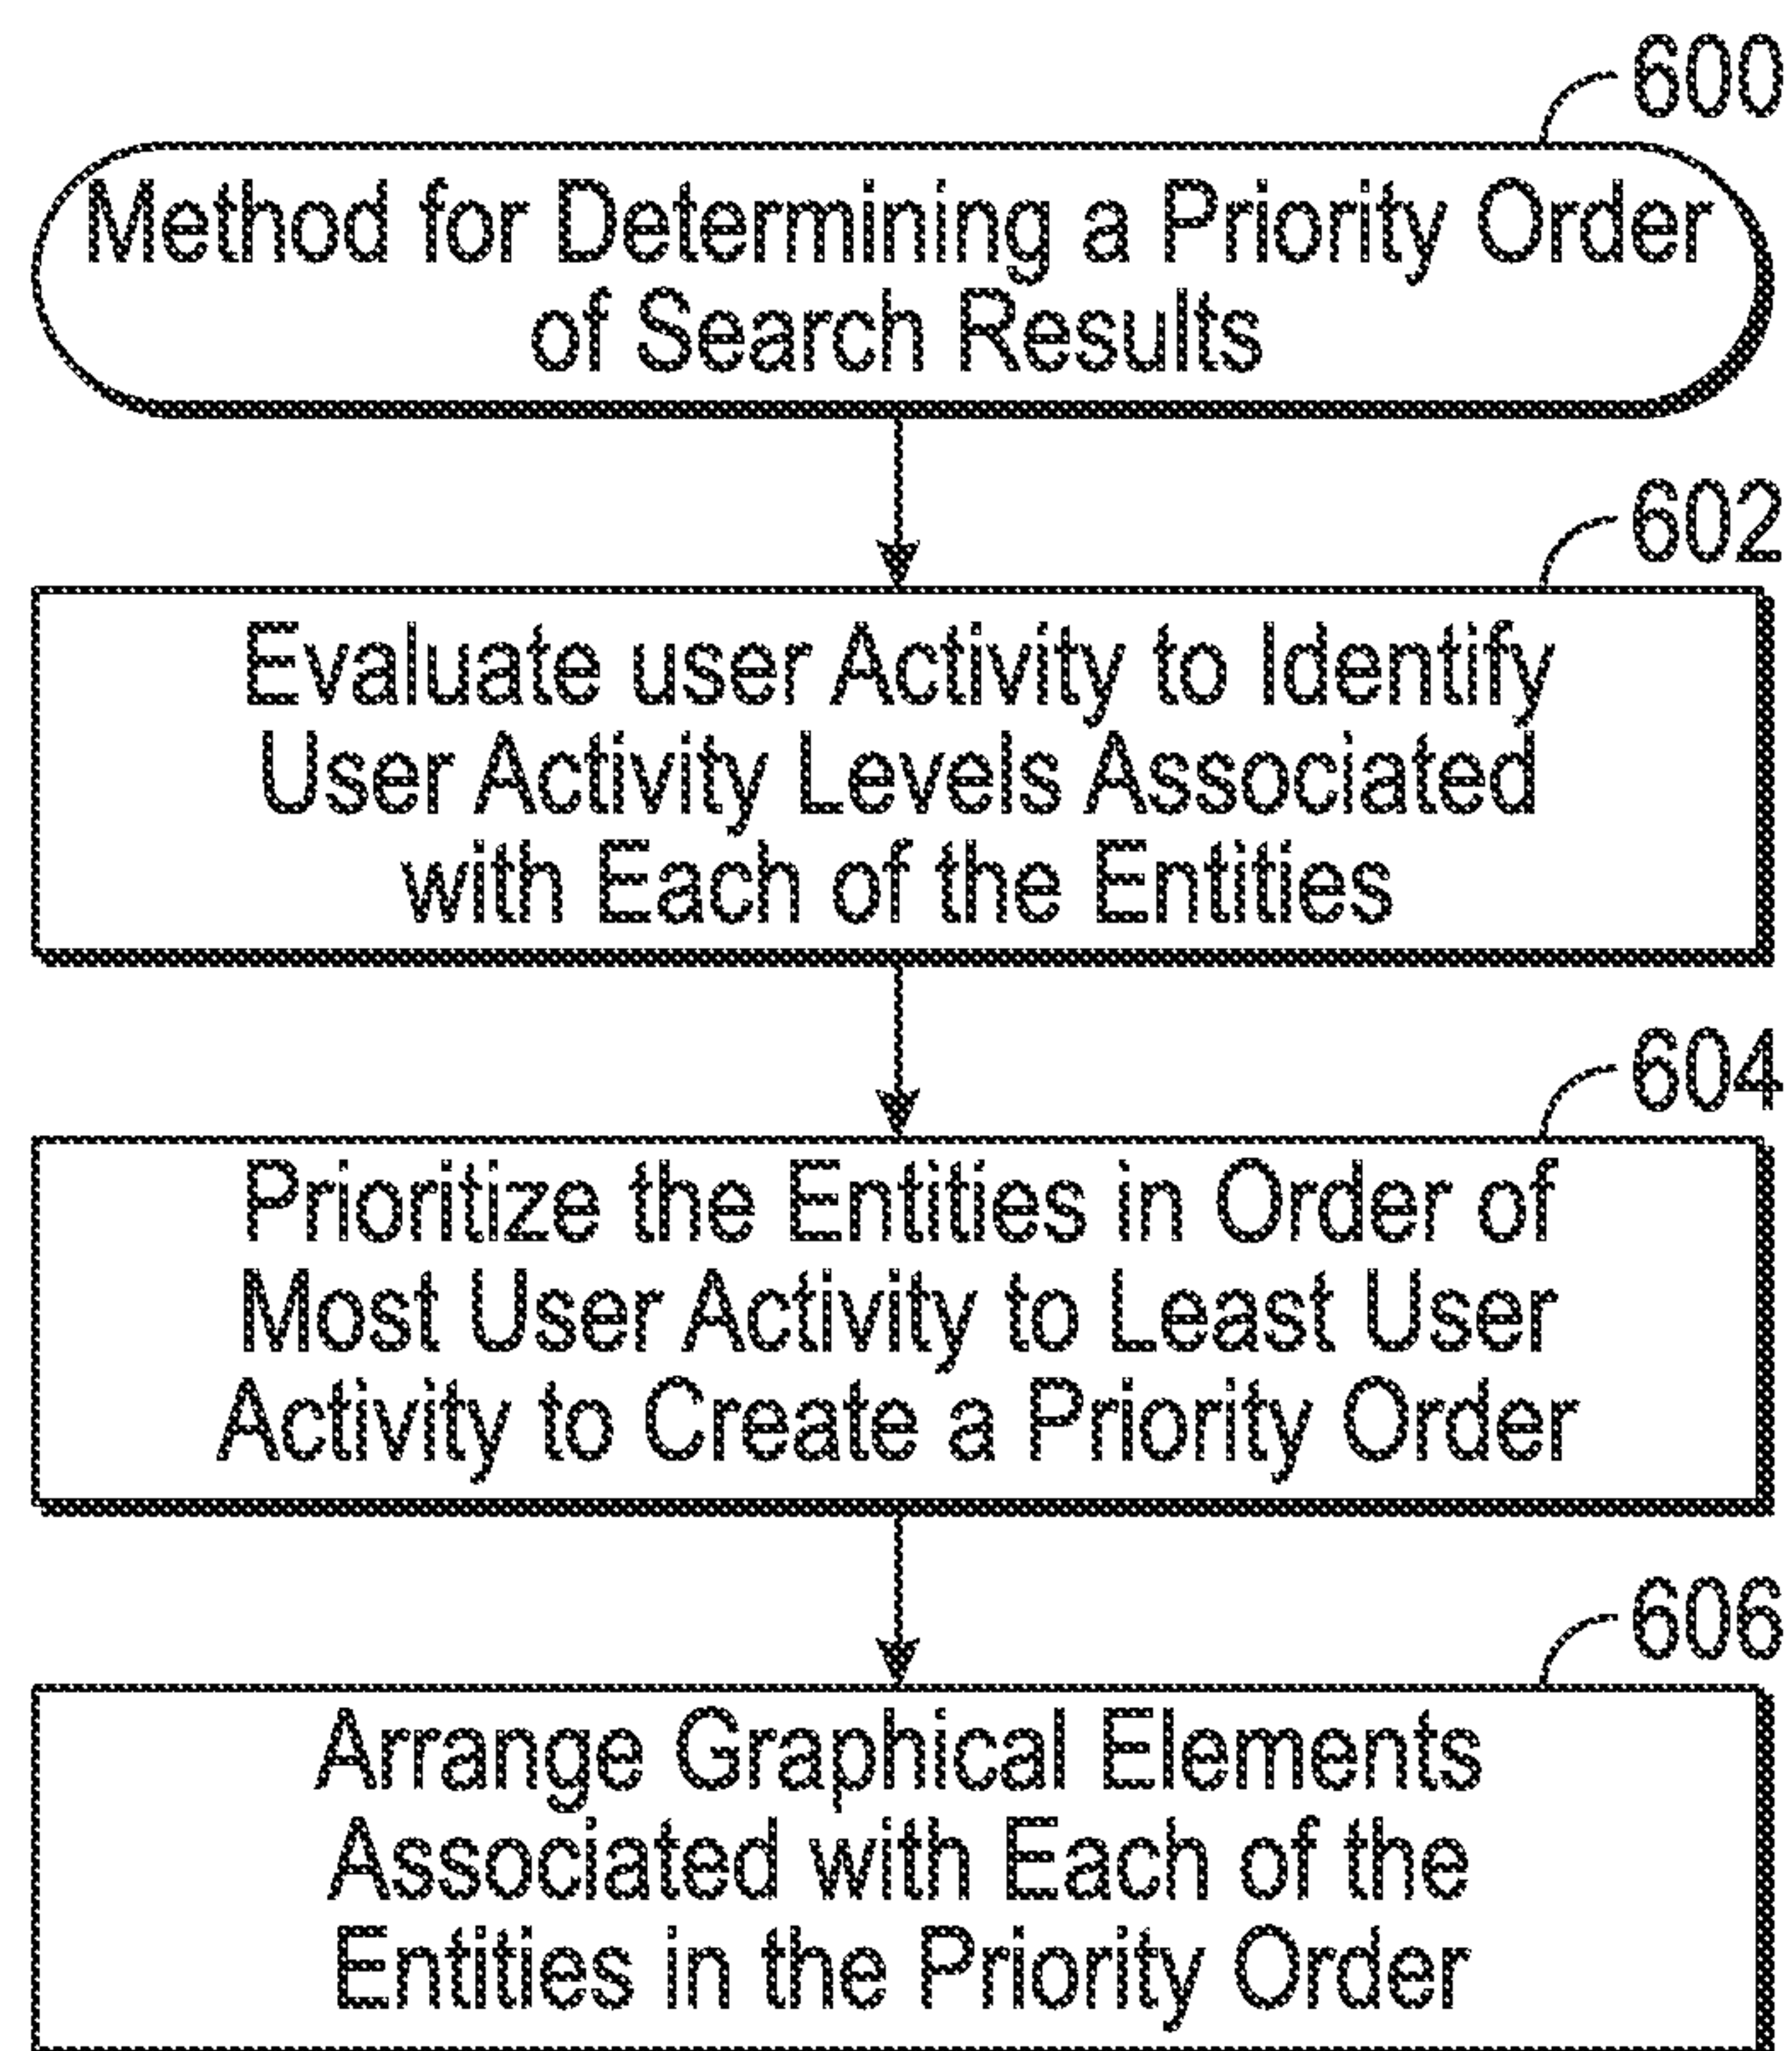 600
Method for Determining a Priority Order
of Search Results
602
Evaluate user Activity to Identify
User Activity Levels Associated
with Each of the Entities
604
Prioritize the Entities in Order of
Most User Activity to Least User
Activity to Create a Priority Order
606
Arrange Graphical Elements
Associated with Each of the
Entities in the Priority Order